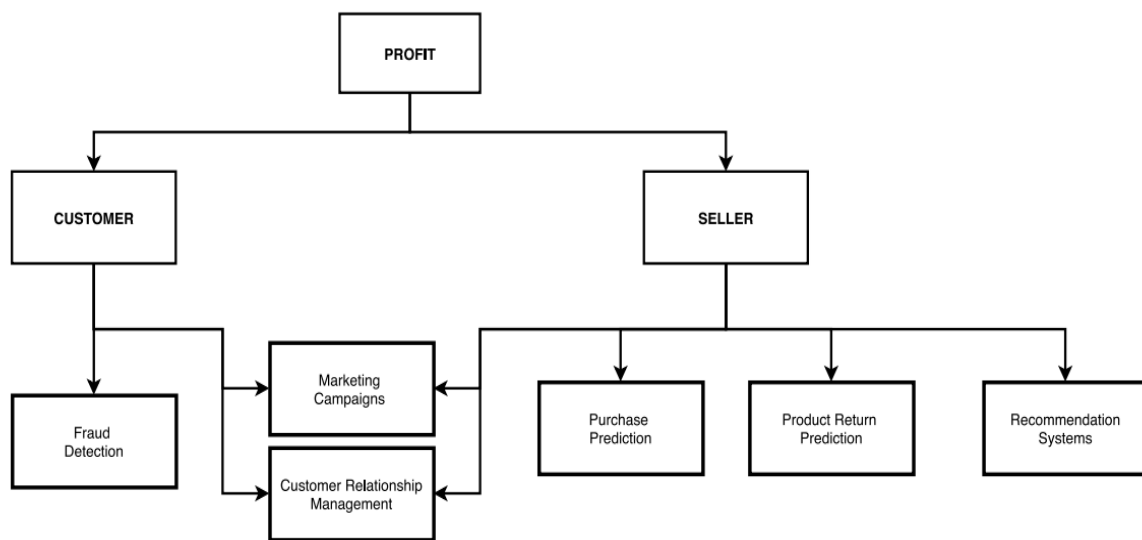 PROFIT
CUSTOMER
SELLER
Marketing
Campaigns
Fraud
Detection
Customer Relationship
Management
Purchase
Prediction
Product Return
Prediction
Recommendation
Systems